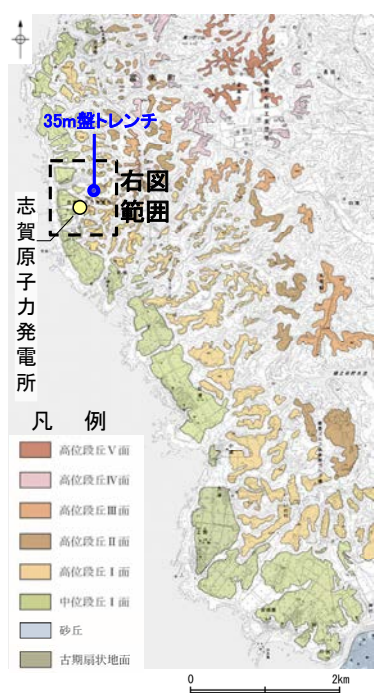 35m盤トレンチ
右図
範囲
志賀原子力発電所
凡 例
高位段丘Ⅴ面
高位段丘Ⅳ面
高位段丘Ⅲ面
高位段丘Ⅱ面
高位段丘Ⅰ面
中位段丘Ⅰ面
砂丘
古期扇状地面
0 2km